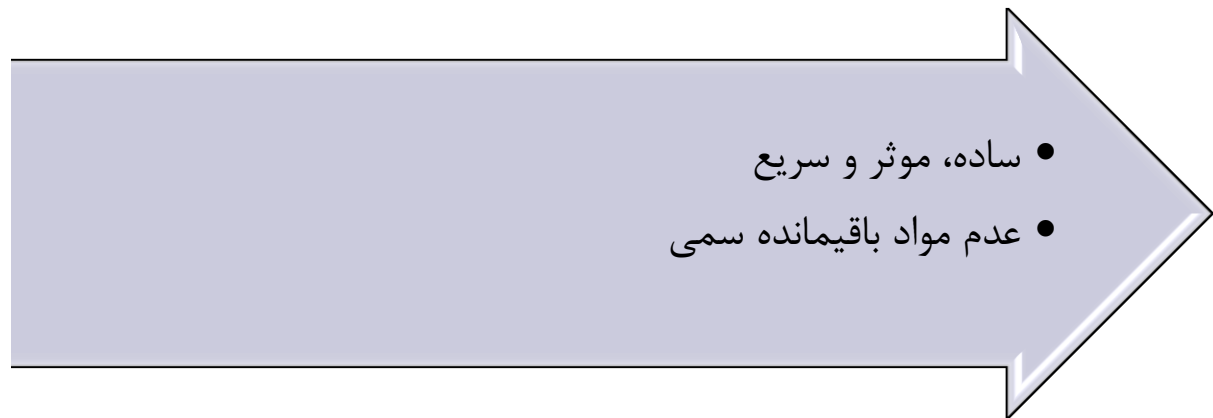 • ساده، موثر و سریع
• عدم مواد باقیمانده سمی